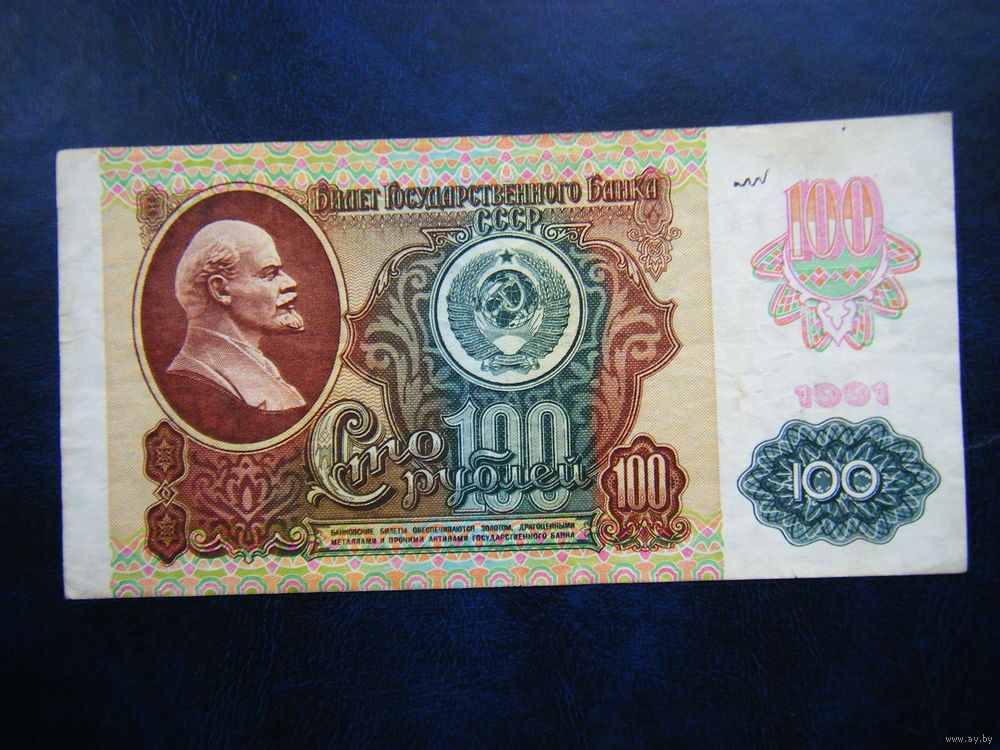 Билет Государственного Банка
СССР
100
1991
100
Сто 100
рублей
100
БАНКОВСКИЕ БИЛЕТЫ ОБЕСПЕЧИВАЮТСЯ ЗОЛОТОМ, ДРАГОЦЕННЫМИ
МЕТАЛЛАМИ И ПРОЧИМИ АКТИВАМИ ГОСУДАРСТВЕННОГО БАНКА
www.ay.by